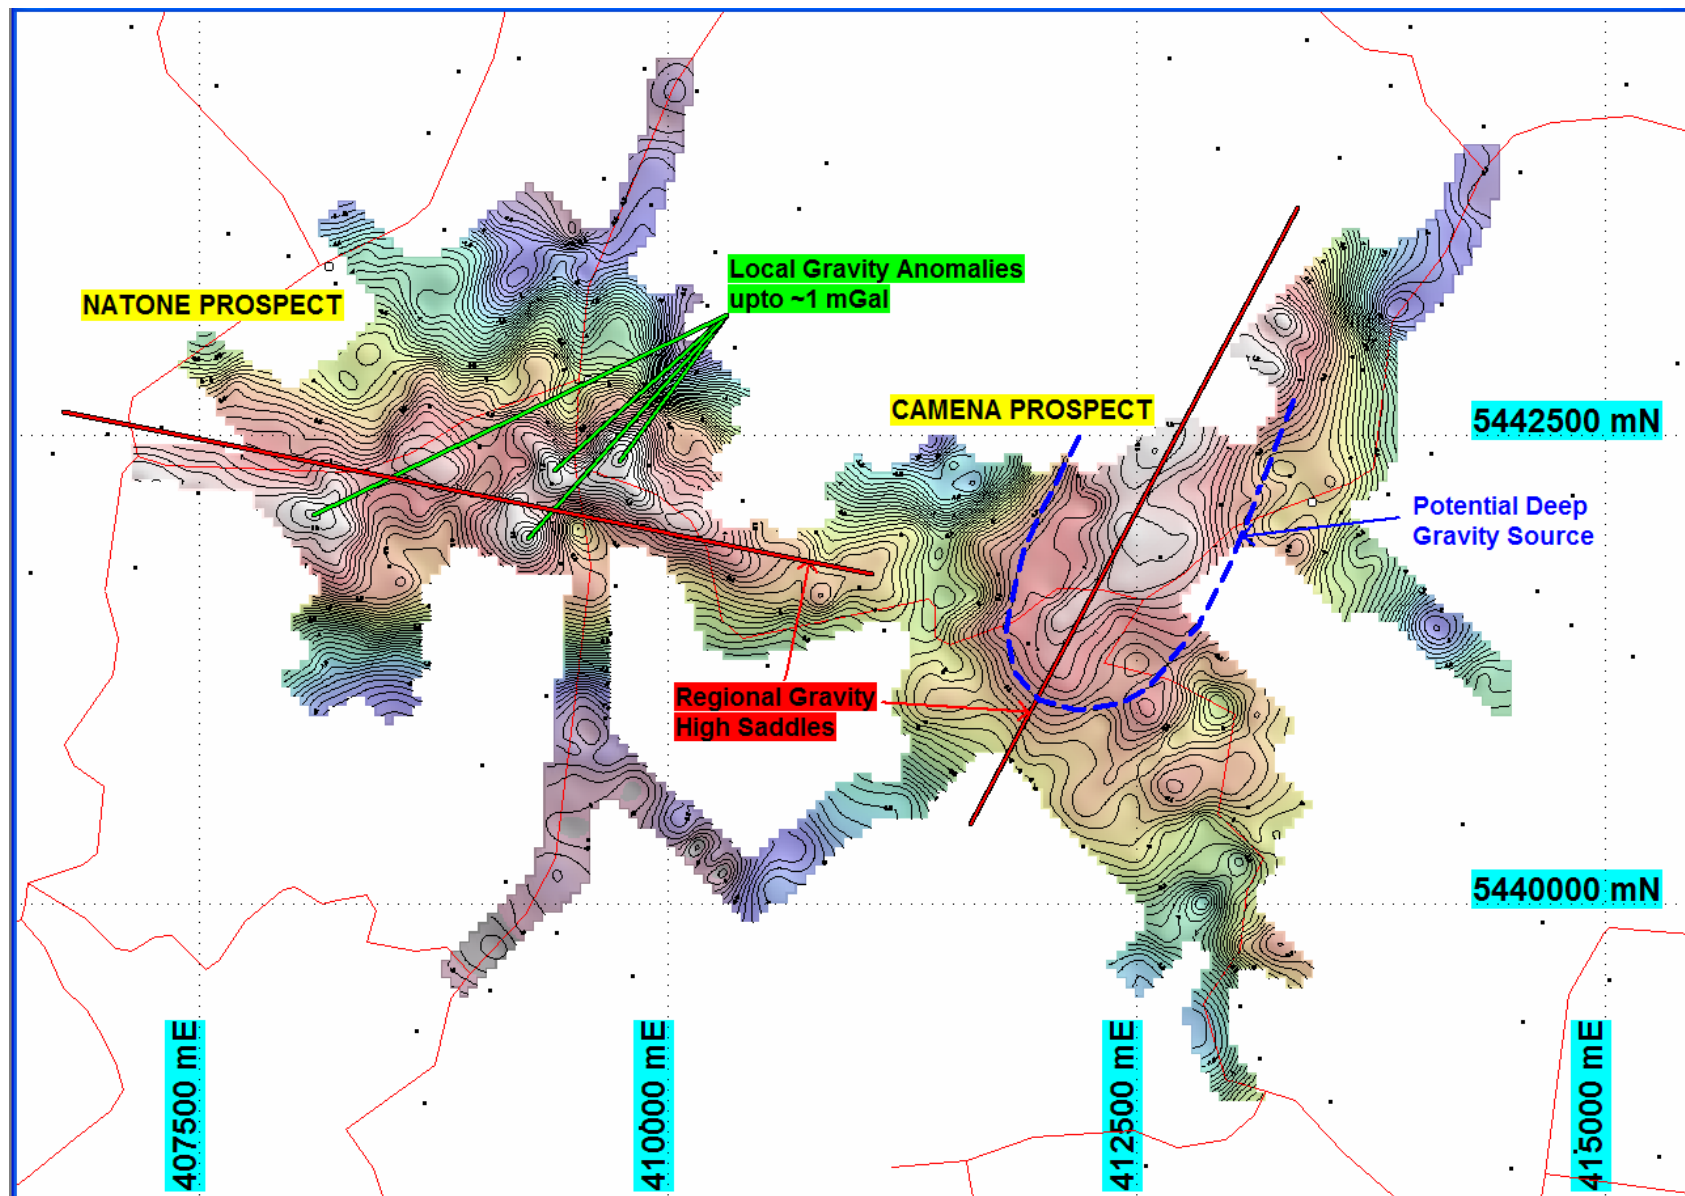 Local Gravity Anomalies
upto ~1 mGal
NATONE PROSPECT
CAMENA PROSPECT
5442500 mN
Potential Deep
Gravity Source
Regional Gravity
High Saddles
5440000 mN
407500 mE
410000 mE
412500 mE
415000 mE